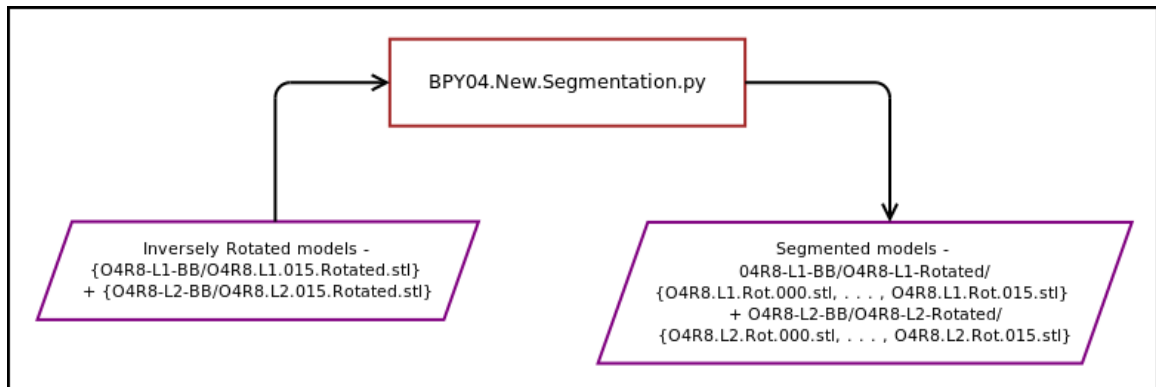 BPY04.New.Segmentation.py
Inversely Rotated models -
{O4R8-L1-BB/O4R8.L1.015.Rotated.stl}
+ {O4R8-L2-BB/O4R8.L2.015.Rotated.stl}
Segmented models -
04R8-L1-BB/O4R8-L1-Rotated/
{O4R8.L1.Rot.000.stl, . . . , O4R8.L1.Rot.015.stl}
+ O4R8-L2-BB/O4R8-L2-Rotated/
{O4R8.L2.Rot.000.stl, . . . , O4R8.L2.Rot.015.stl}